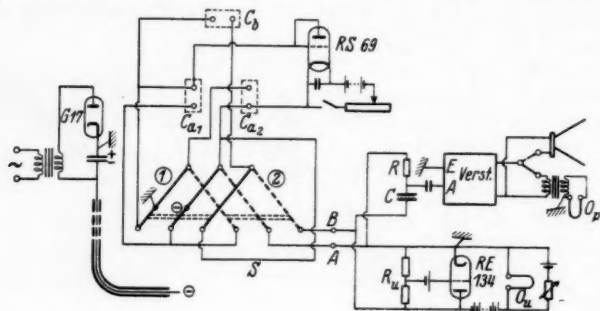 C_b
RS 69
G17
C_a1
C_a2
+
−
~
①
②
⊖
R
E
Verst.
A
C
B
A
O_p
S
R_u
RE
134
O_u
⊖